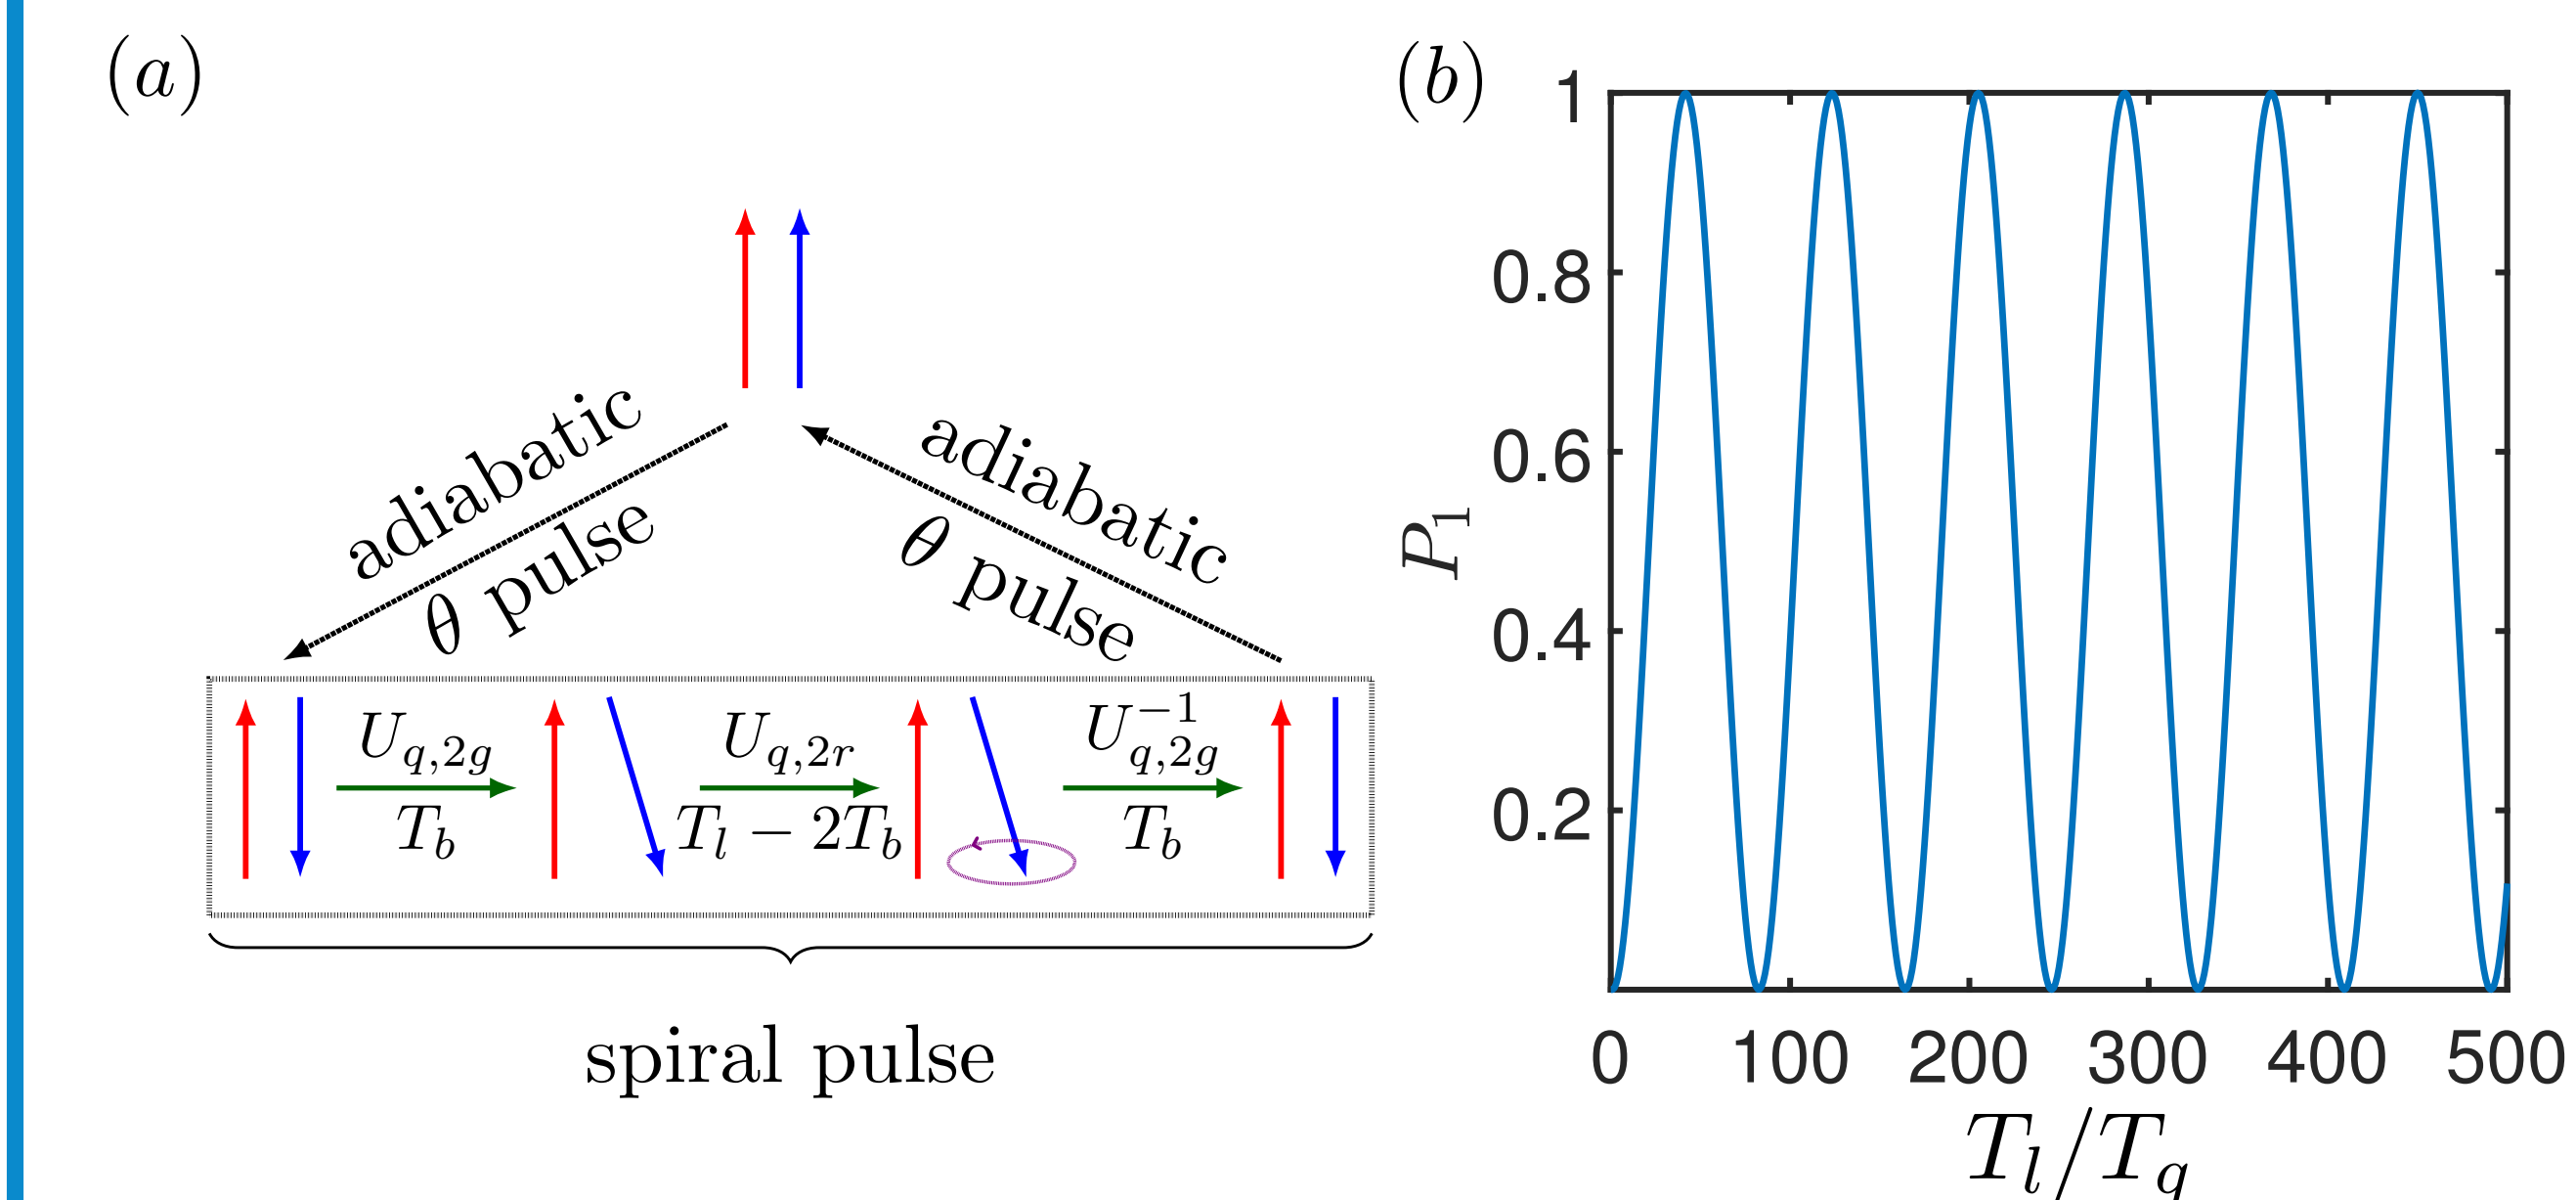 (a)
adiabatic
θ pulse
adiabatic
θ pulse
U_{q,2g}
T_b
U_{q,2r}
T_l − 2T_b
U_{q,2g}^{−1}
T_b
spiral pulse
(b)
1
0.8
0.6
0.4
0.2
P_1
0 100 200 300 400 500
T_l/T_q